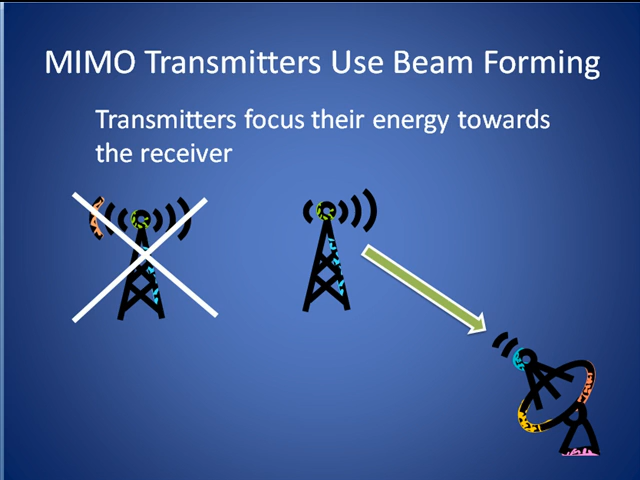 MIMO Transmitters Use Beam Forming
Transmitters focus their energy towards
the receiver